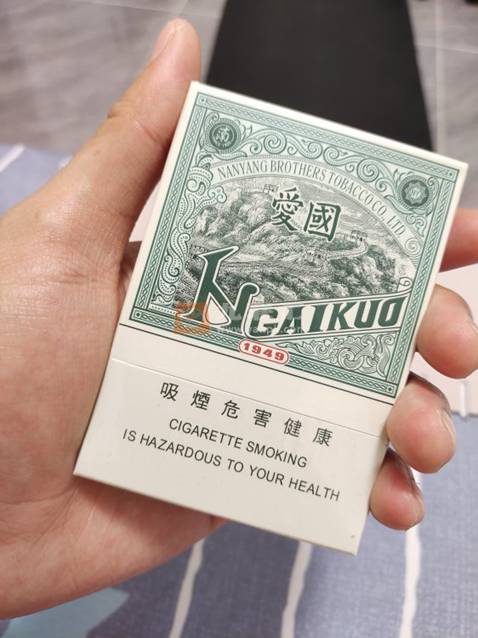 NANYANG BROTHERS TOBACCO CO., LTD.
愛國
NGAIKUO
1949
吸煙危害健康
CIGARETTE SMOKING
IS HAZARDOUS TO YOUR HEALTH